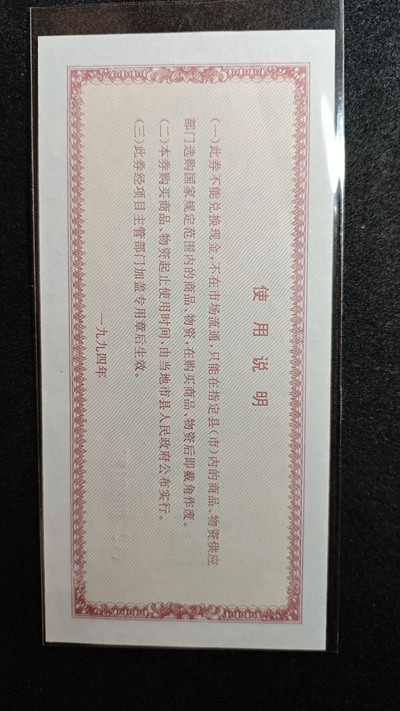 使用说明
(一)此券不能兑换现金,不在市场流通,只能在指定县(市)内的商品、物资供应
部门选购国家规定范围内的商品、物资,在购买商品、物资后即截角作废。
(二)本券购买商品、物资起止使用时间,由当地市县人民政府公布实行。
(三)此券经项目主管部门加盖专用章后生效。
一九九四年